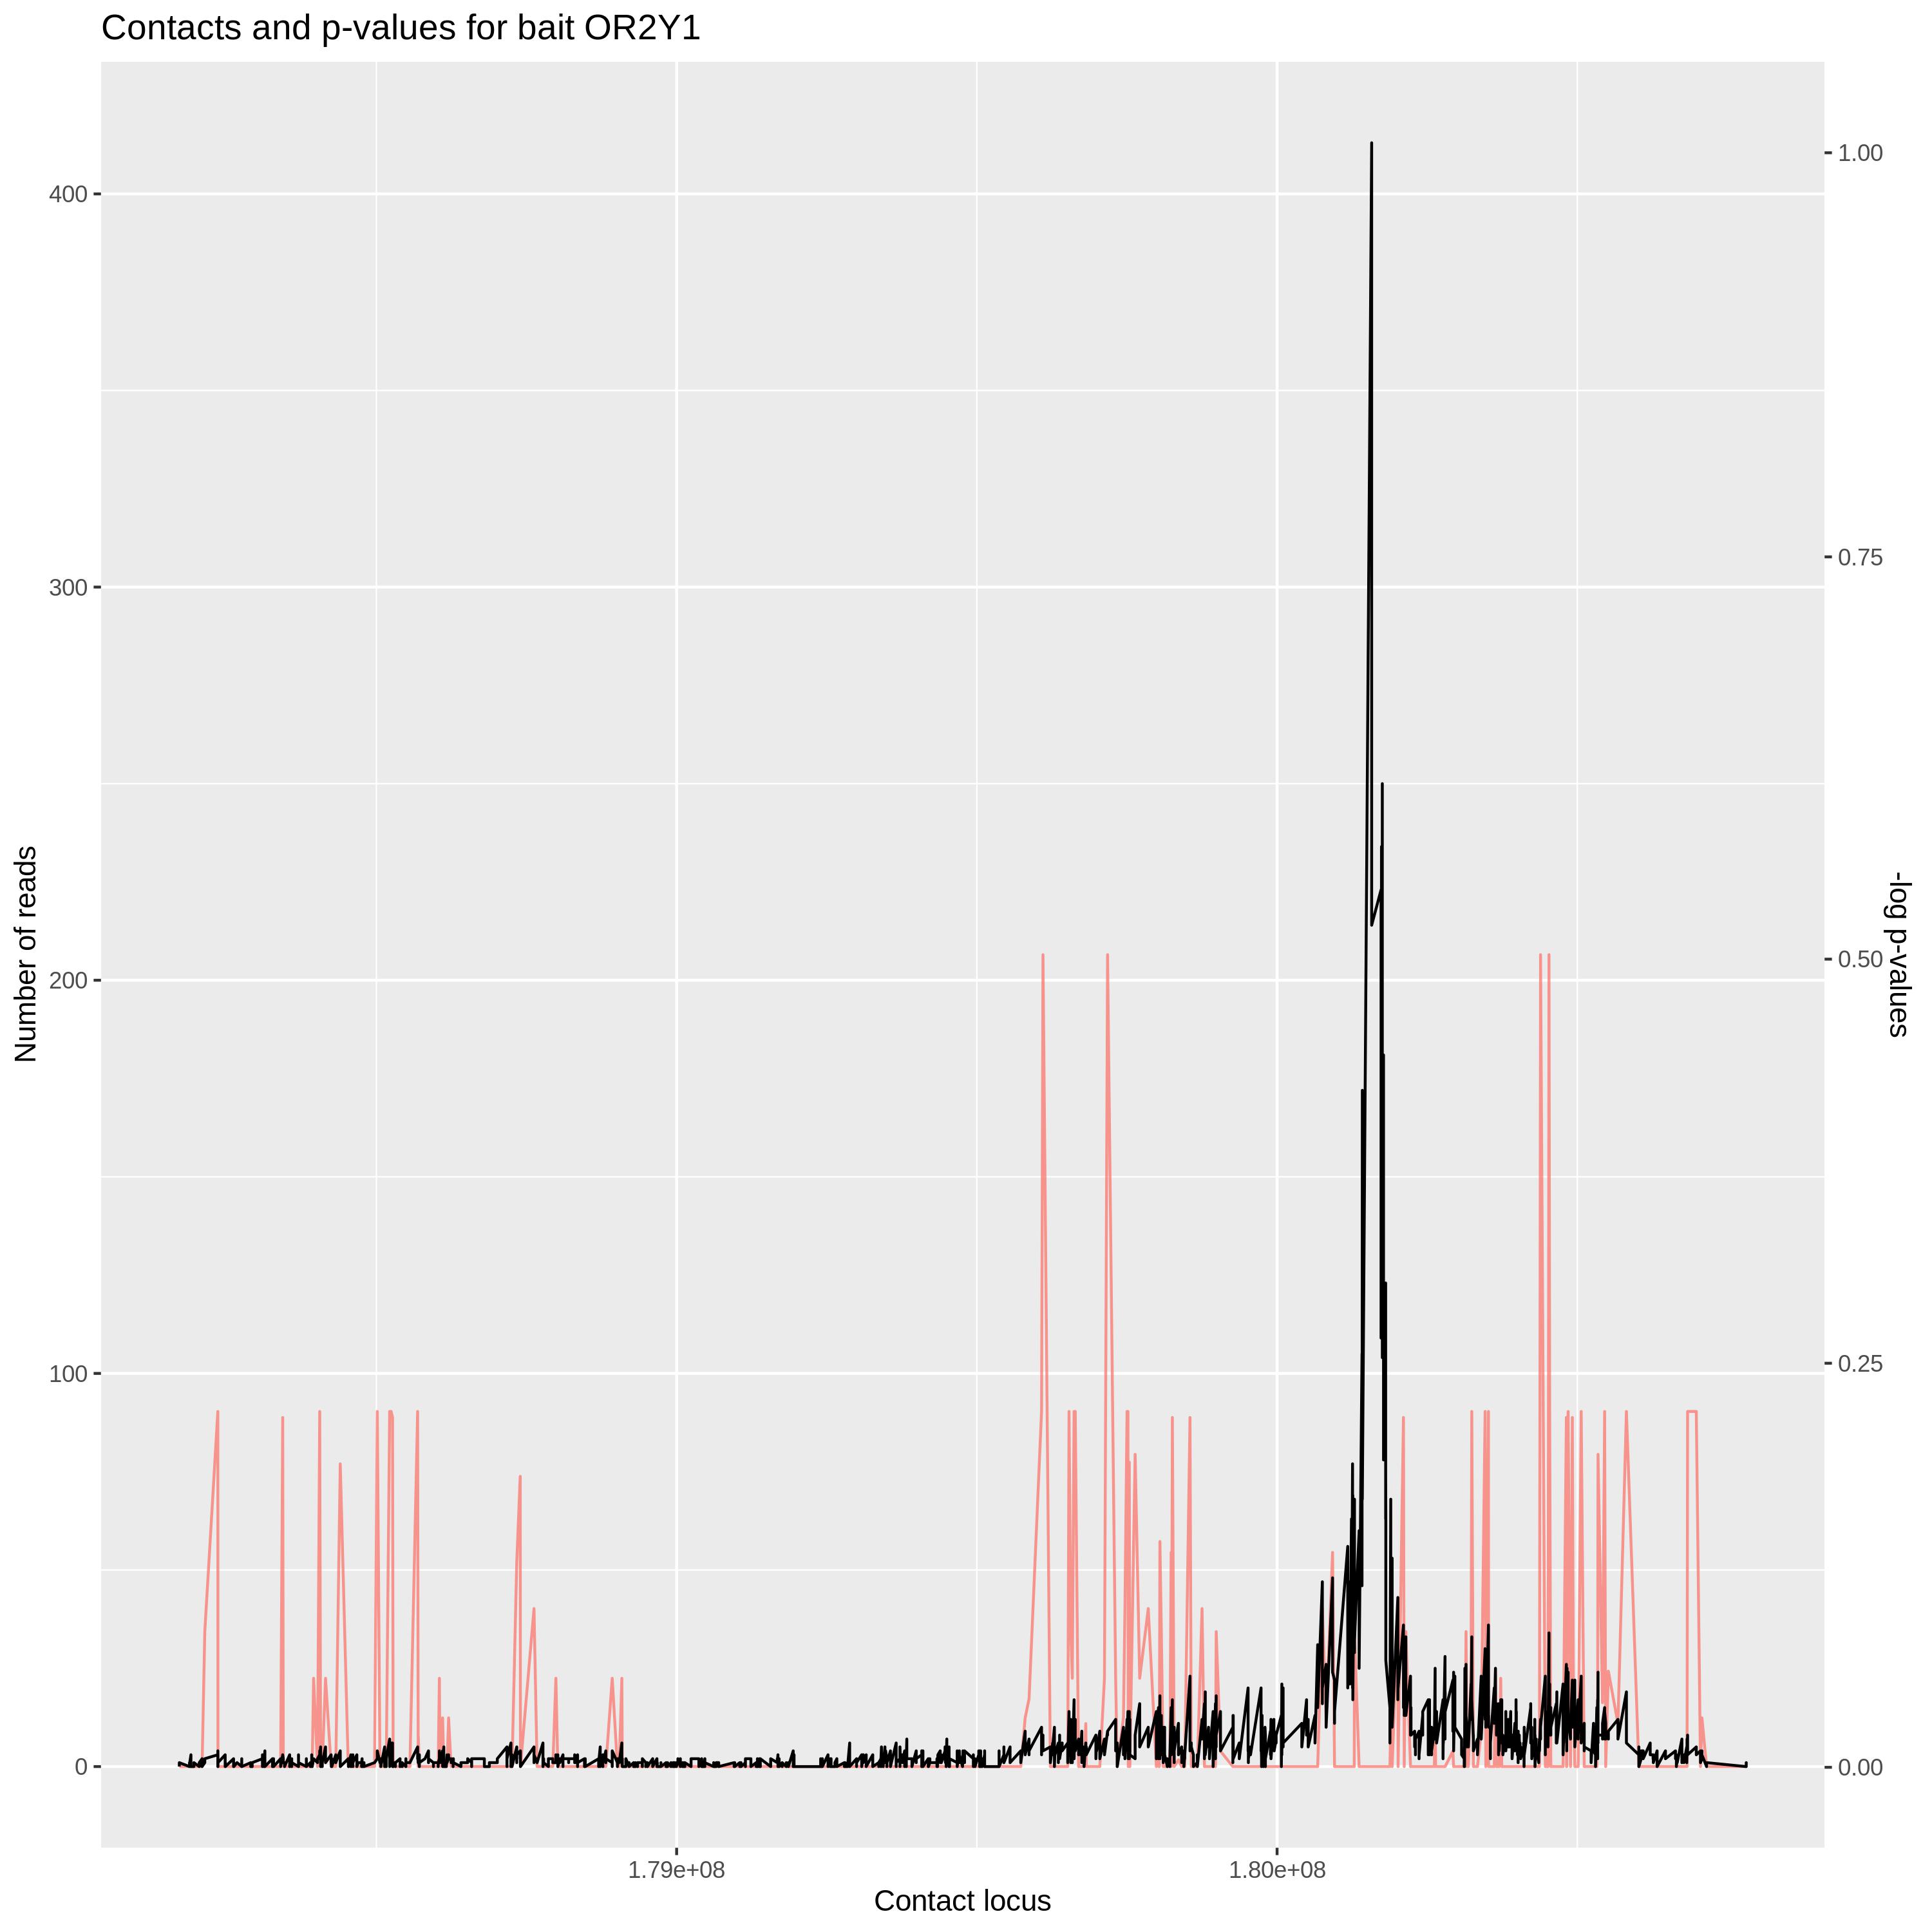 Contacts and p-values for bait OR2Y1
400
300
200
100
0
Number of reads
1.00
0.75
0.50
0.25
0.00
-log p-values
1.79e+08
1.80e+08
Contact locus